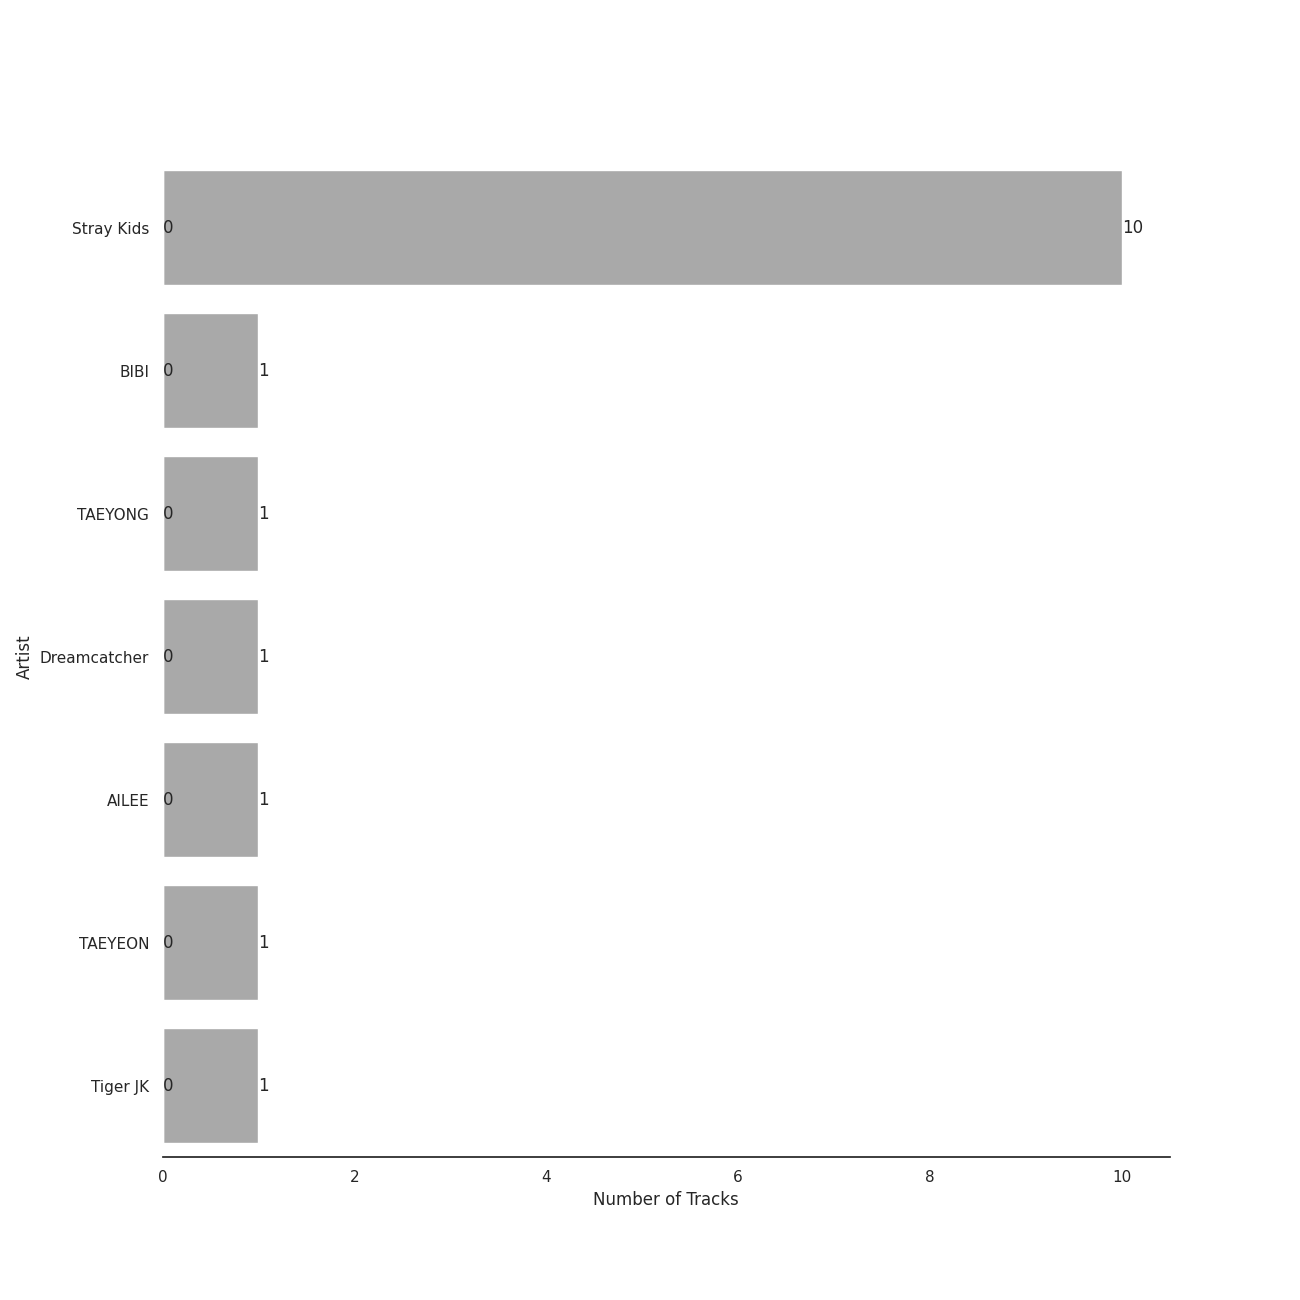 Stray Kids 0 10
BIBI 0 1
TAEYONG 0 1
Dreamcatcher 0 1
AILEE 0 1
TAEYEON 0 1
Tiger JK 0 1
Artist
0 2 4 6 8 10
Number of Tracks